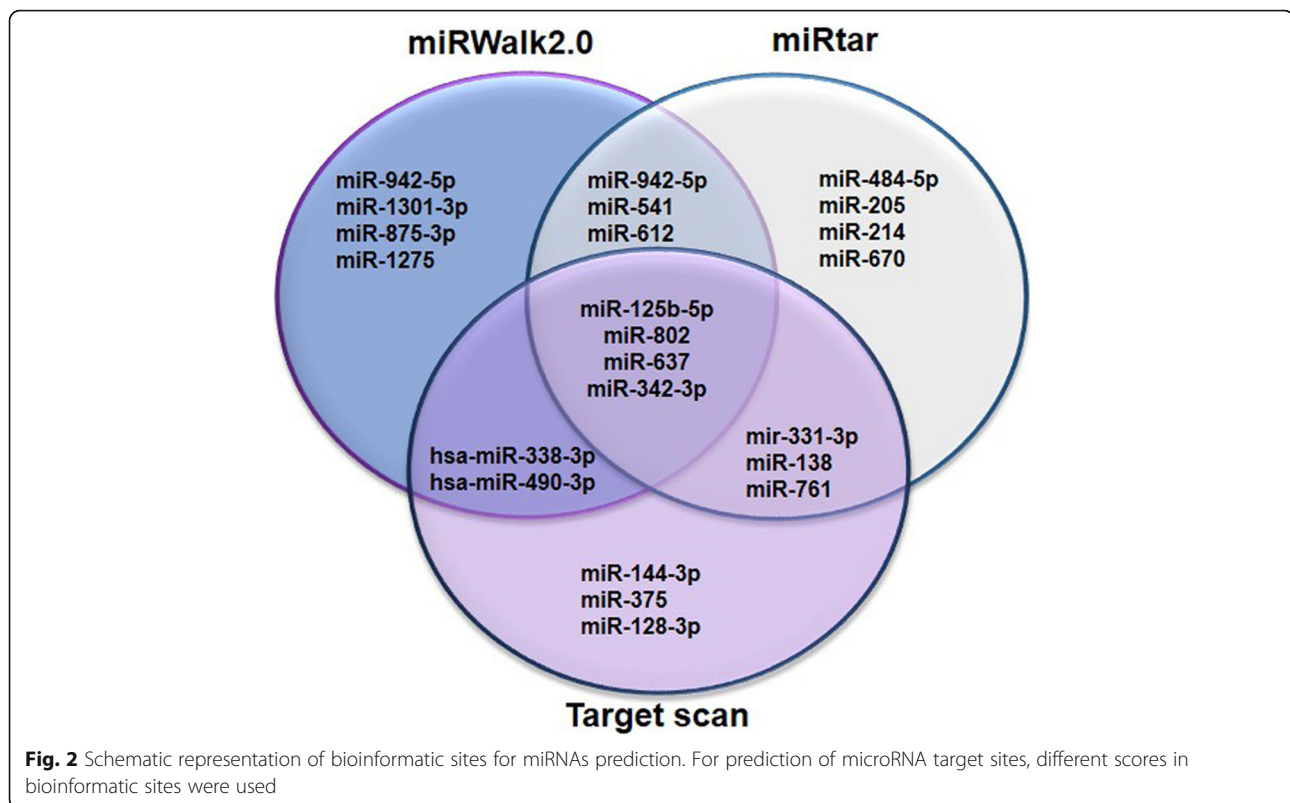 miRWalk2.0
miRtar
miR-942-5p
miR-1301-3p
miR-875-3p
miR-1275
miR-942-5p
miR-541
miR-612
miR-484-5p
miR-205
miR-214
miR-670
miR-125b-5p
miR-802
miR-637
miR-342-3p
hsa-miR-338-3p
hsa-miR-490-3p
mir-331-3p
miR-138
miR-761
miR-144-3p
miR-375
miR-128-3p
Target scan
Fig. 2 Schematic representation of bioinformatic sites for miRNAs prediction. For prediction of microRNA target sites, different scores in
bioinformatic sites were used